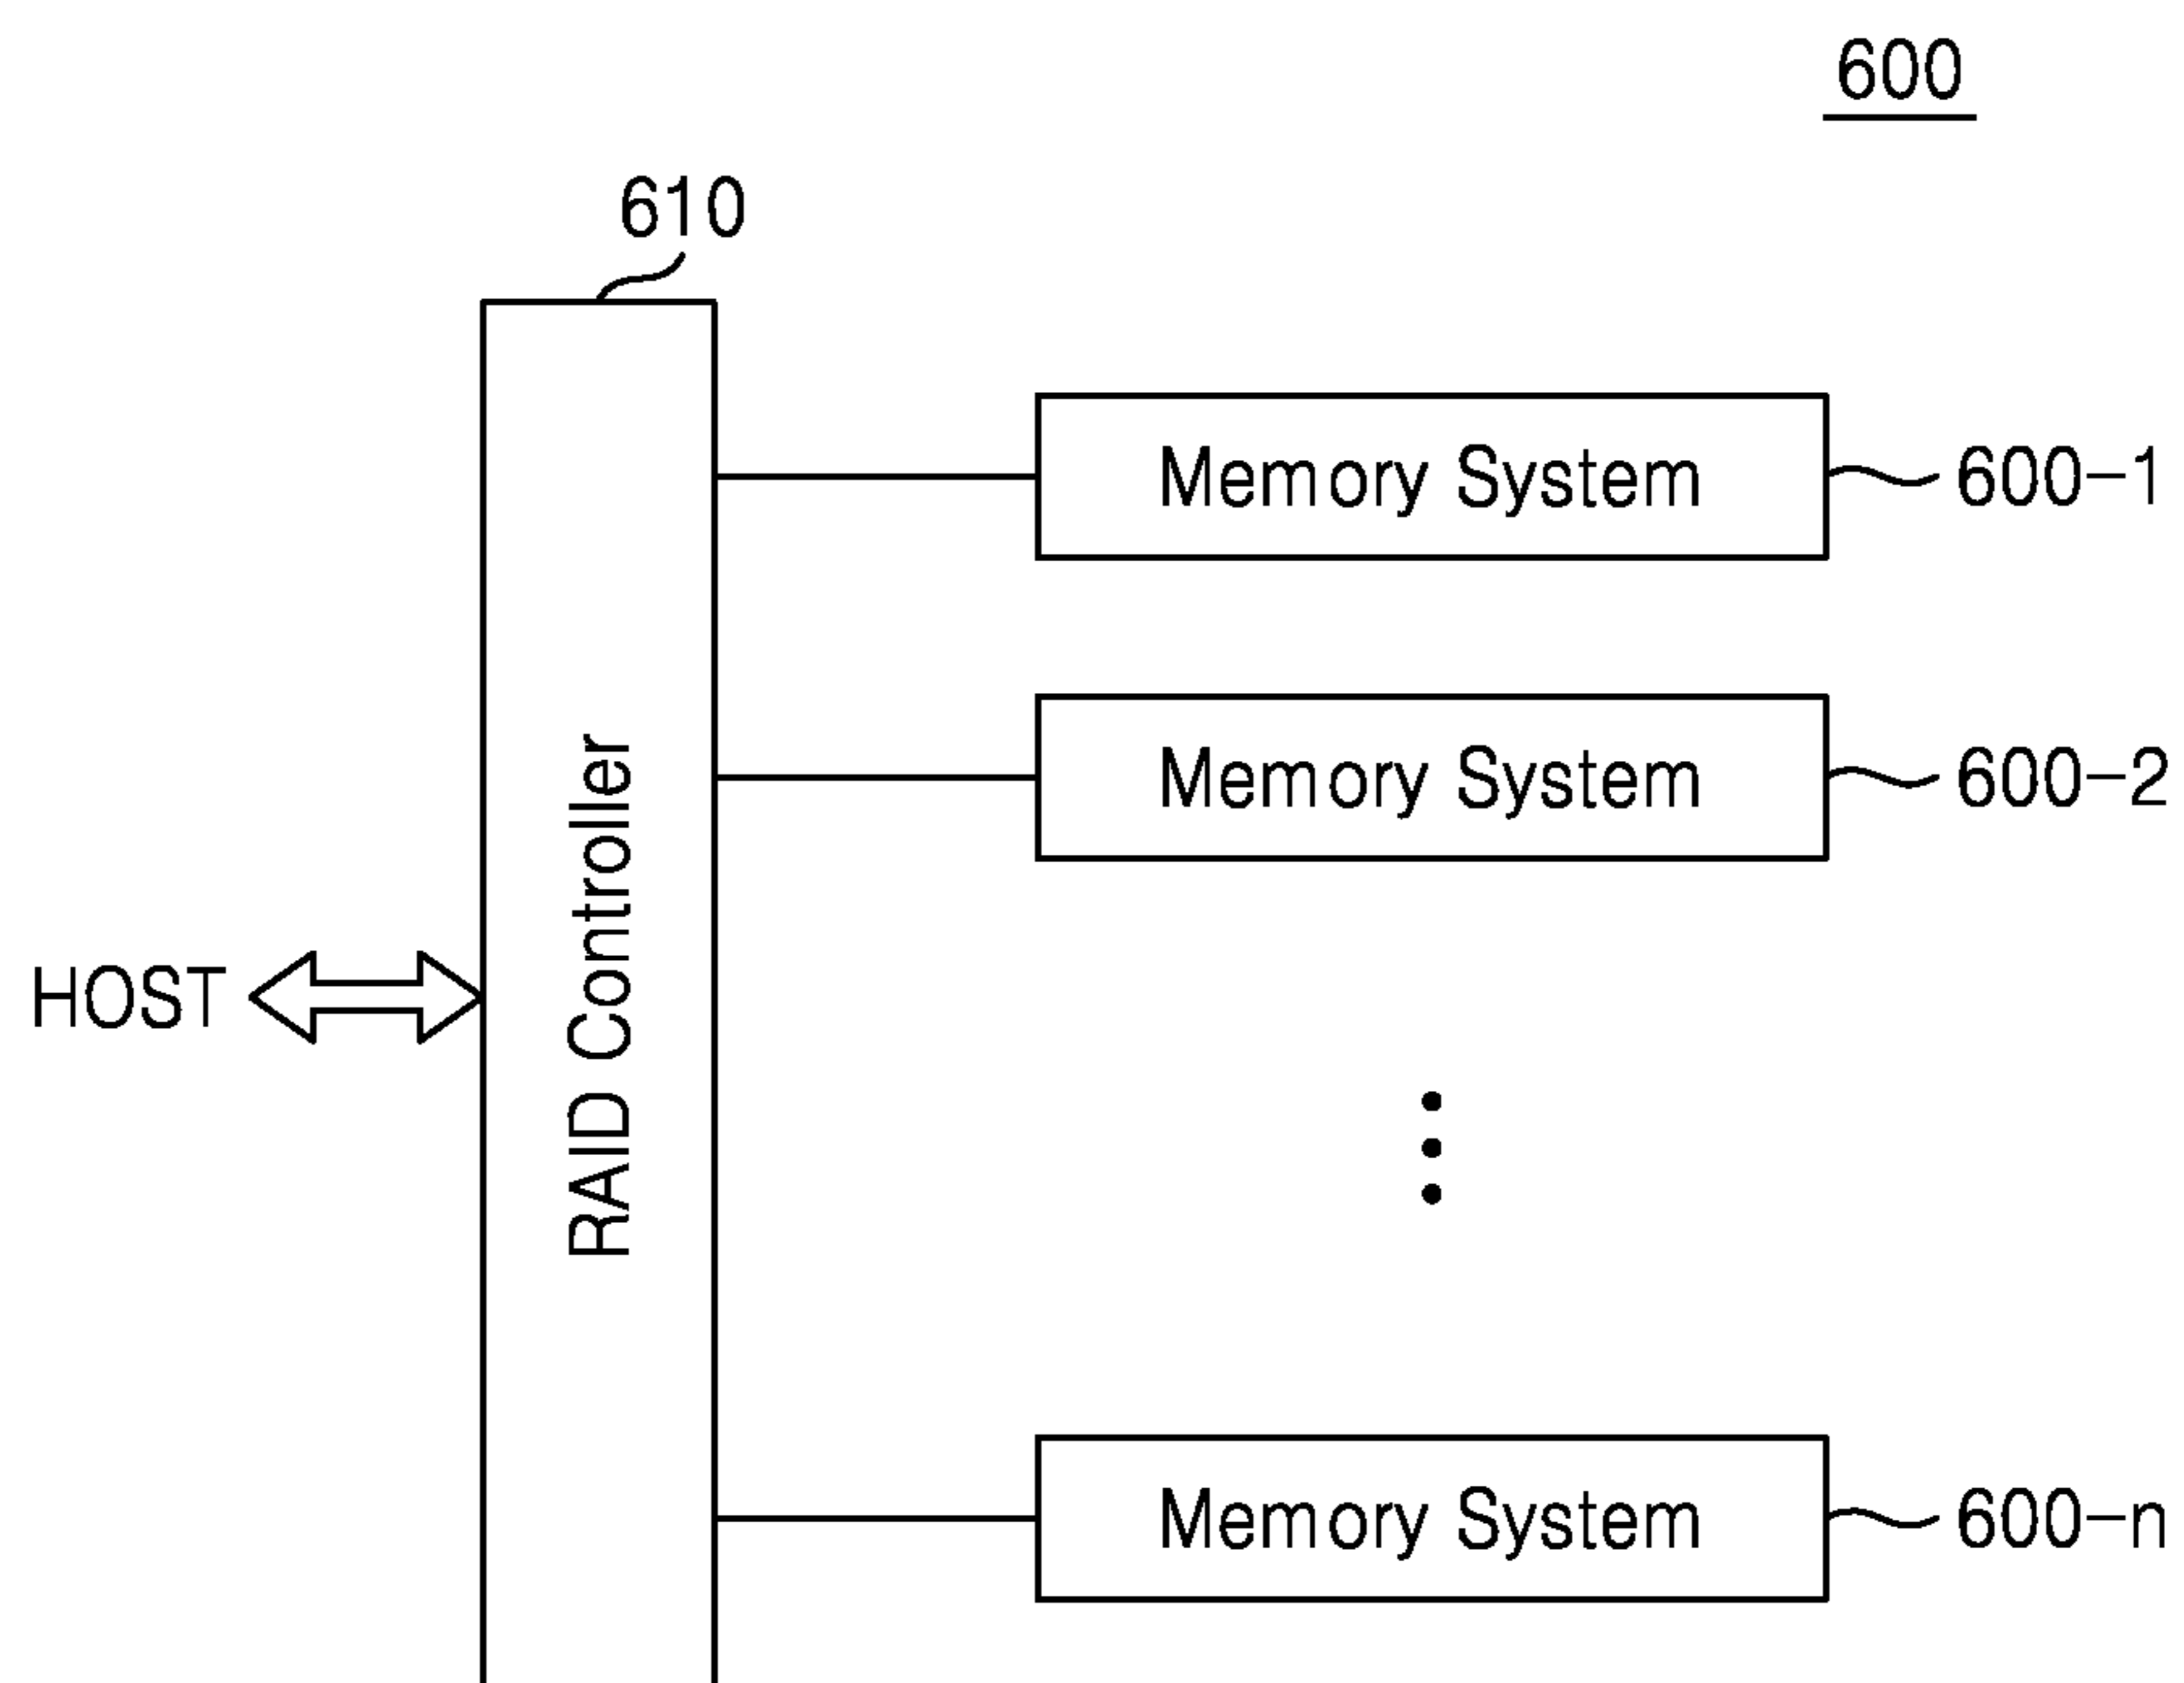 600
610
Memory System 600-1
Memory System 600-2
RAID Controller
HOST
Memory System 600-n